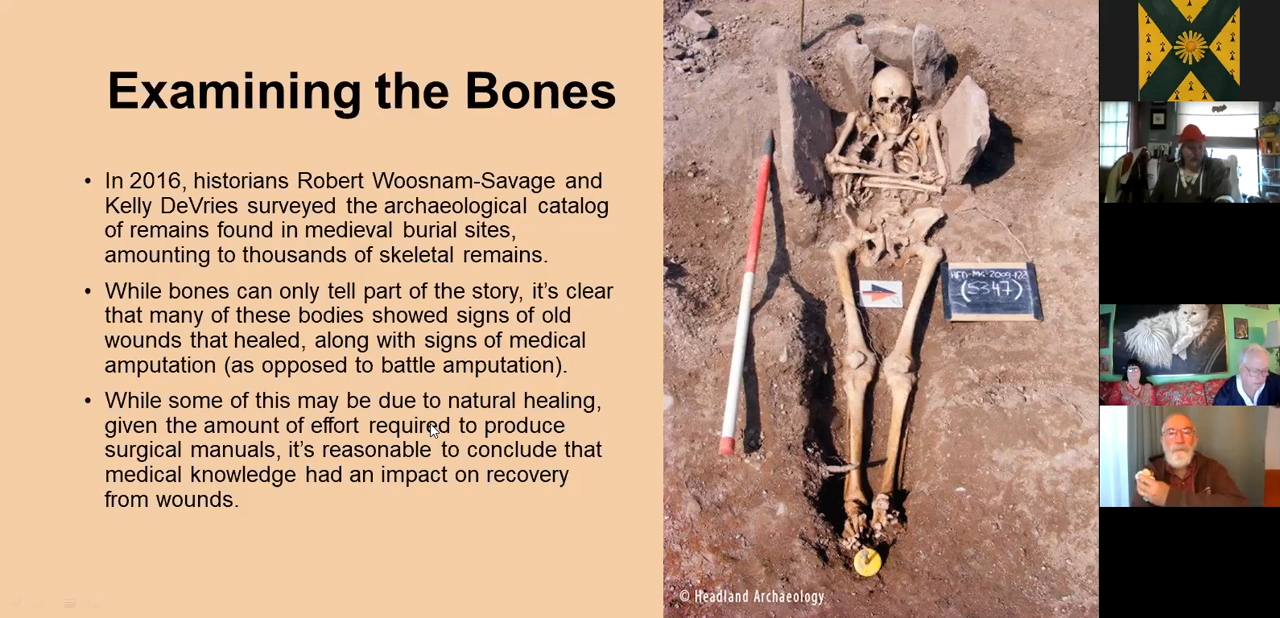 Examining the Bones
• In 2016, historians Robert Woosnam-Savage and
Kelly DeVries surveyed the archaeological catalog
of remains found in medieval burial sites,
amounting to thousands of skeletal remains.
• While bones can only tell part of the story, it’s clear
that many of these bodies showed signs of old
wounds that healed, along with signs of medical
amputation (as opposed to battle amputation).
• While some of this may be due to natural healing,
given the amount of effort required to produce
surgical manuals, it’s reasonable to conclude that
medical knowledge had an impact on recovery
from wounds.
(5347)
© Headland Archaeology